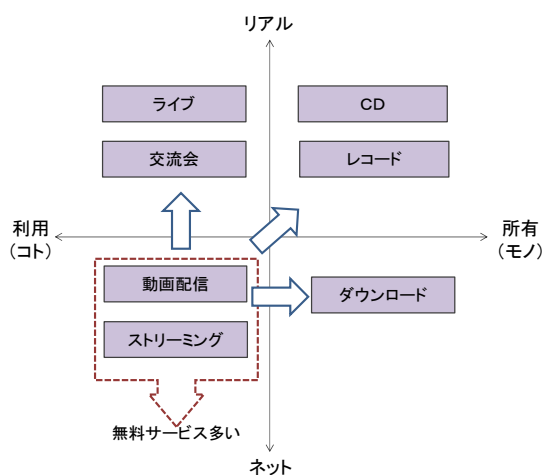 リアル
ライブ
CD
交流会
レコード
利用
(コト)
所有
(モノ)
動画配信
ダウンロード
ストリーミング
無料サービス多い
ネット